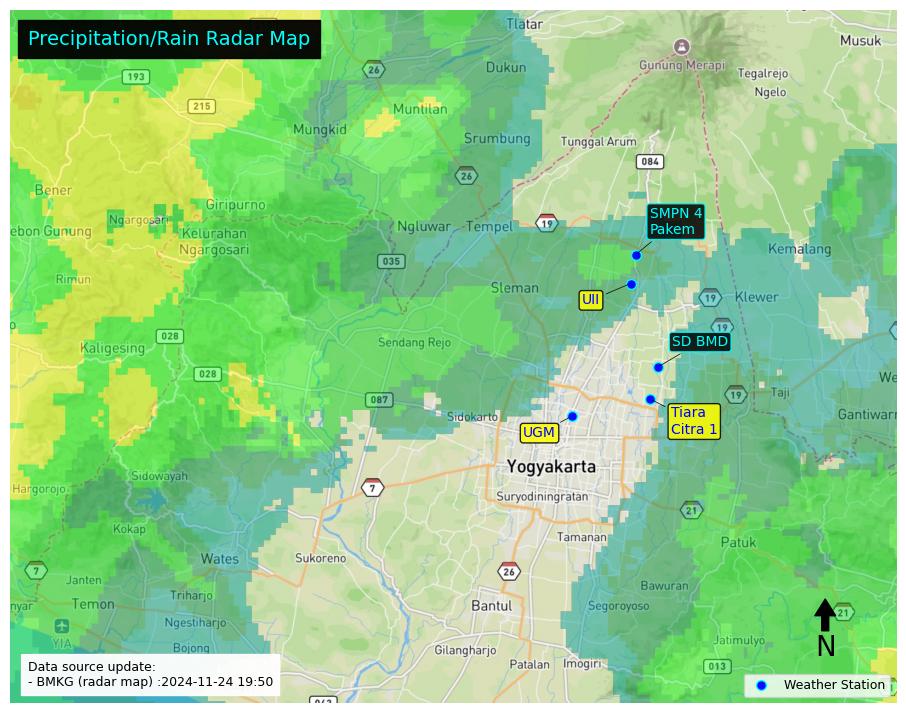 Precipitation/Rain Radar Map
Tlatar
Musuk
26
Dukun
Gunung Merapi
Tegalrejo
193
Ngelo
215
Muntilan
Mungkid
Srumbung
Tunggal Arum
084
26
Bener
Giripurno
SMPN 4
Pakem
Ngargosari
Ngluwar
Tempel
19
ebon Gunung
Kelurahan
Ngargosari
Kemalang
035
Rimun
Sleman
UII
19
Klewer
19
028
Sendang Rejo
SD BMD
Kaligesing
028
We
087
19
Taji
Sidokarto
Tiara
Citra 1
Gantiwarn
UGM
Yogyakarta
Sidowayah
Hargorojo
7
Suryodiningratan
21
Kokap
Tamanan
Patuk
Wates
Sukoreno
7
26
Janten
Bawuran
Temon
Triharjo
Segoroyoso
Bantul
21
nyar
Ngestiharjo
YIA
Jatimulyo
N
Bojong
Gilangharjo
Patalan
Imogiri
013
Data source update:
- BMKG (radar map) :2024-11-24 19:50
Weather Station